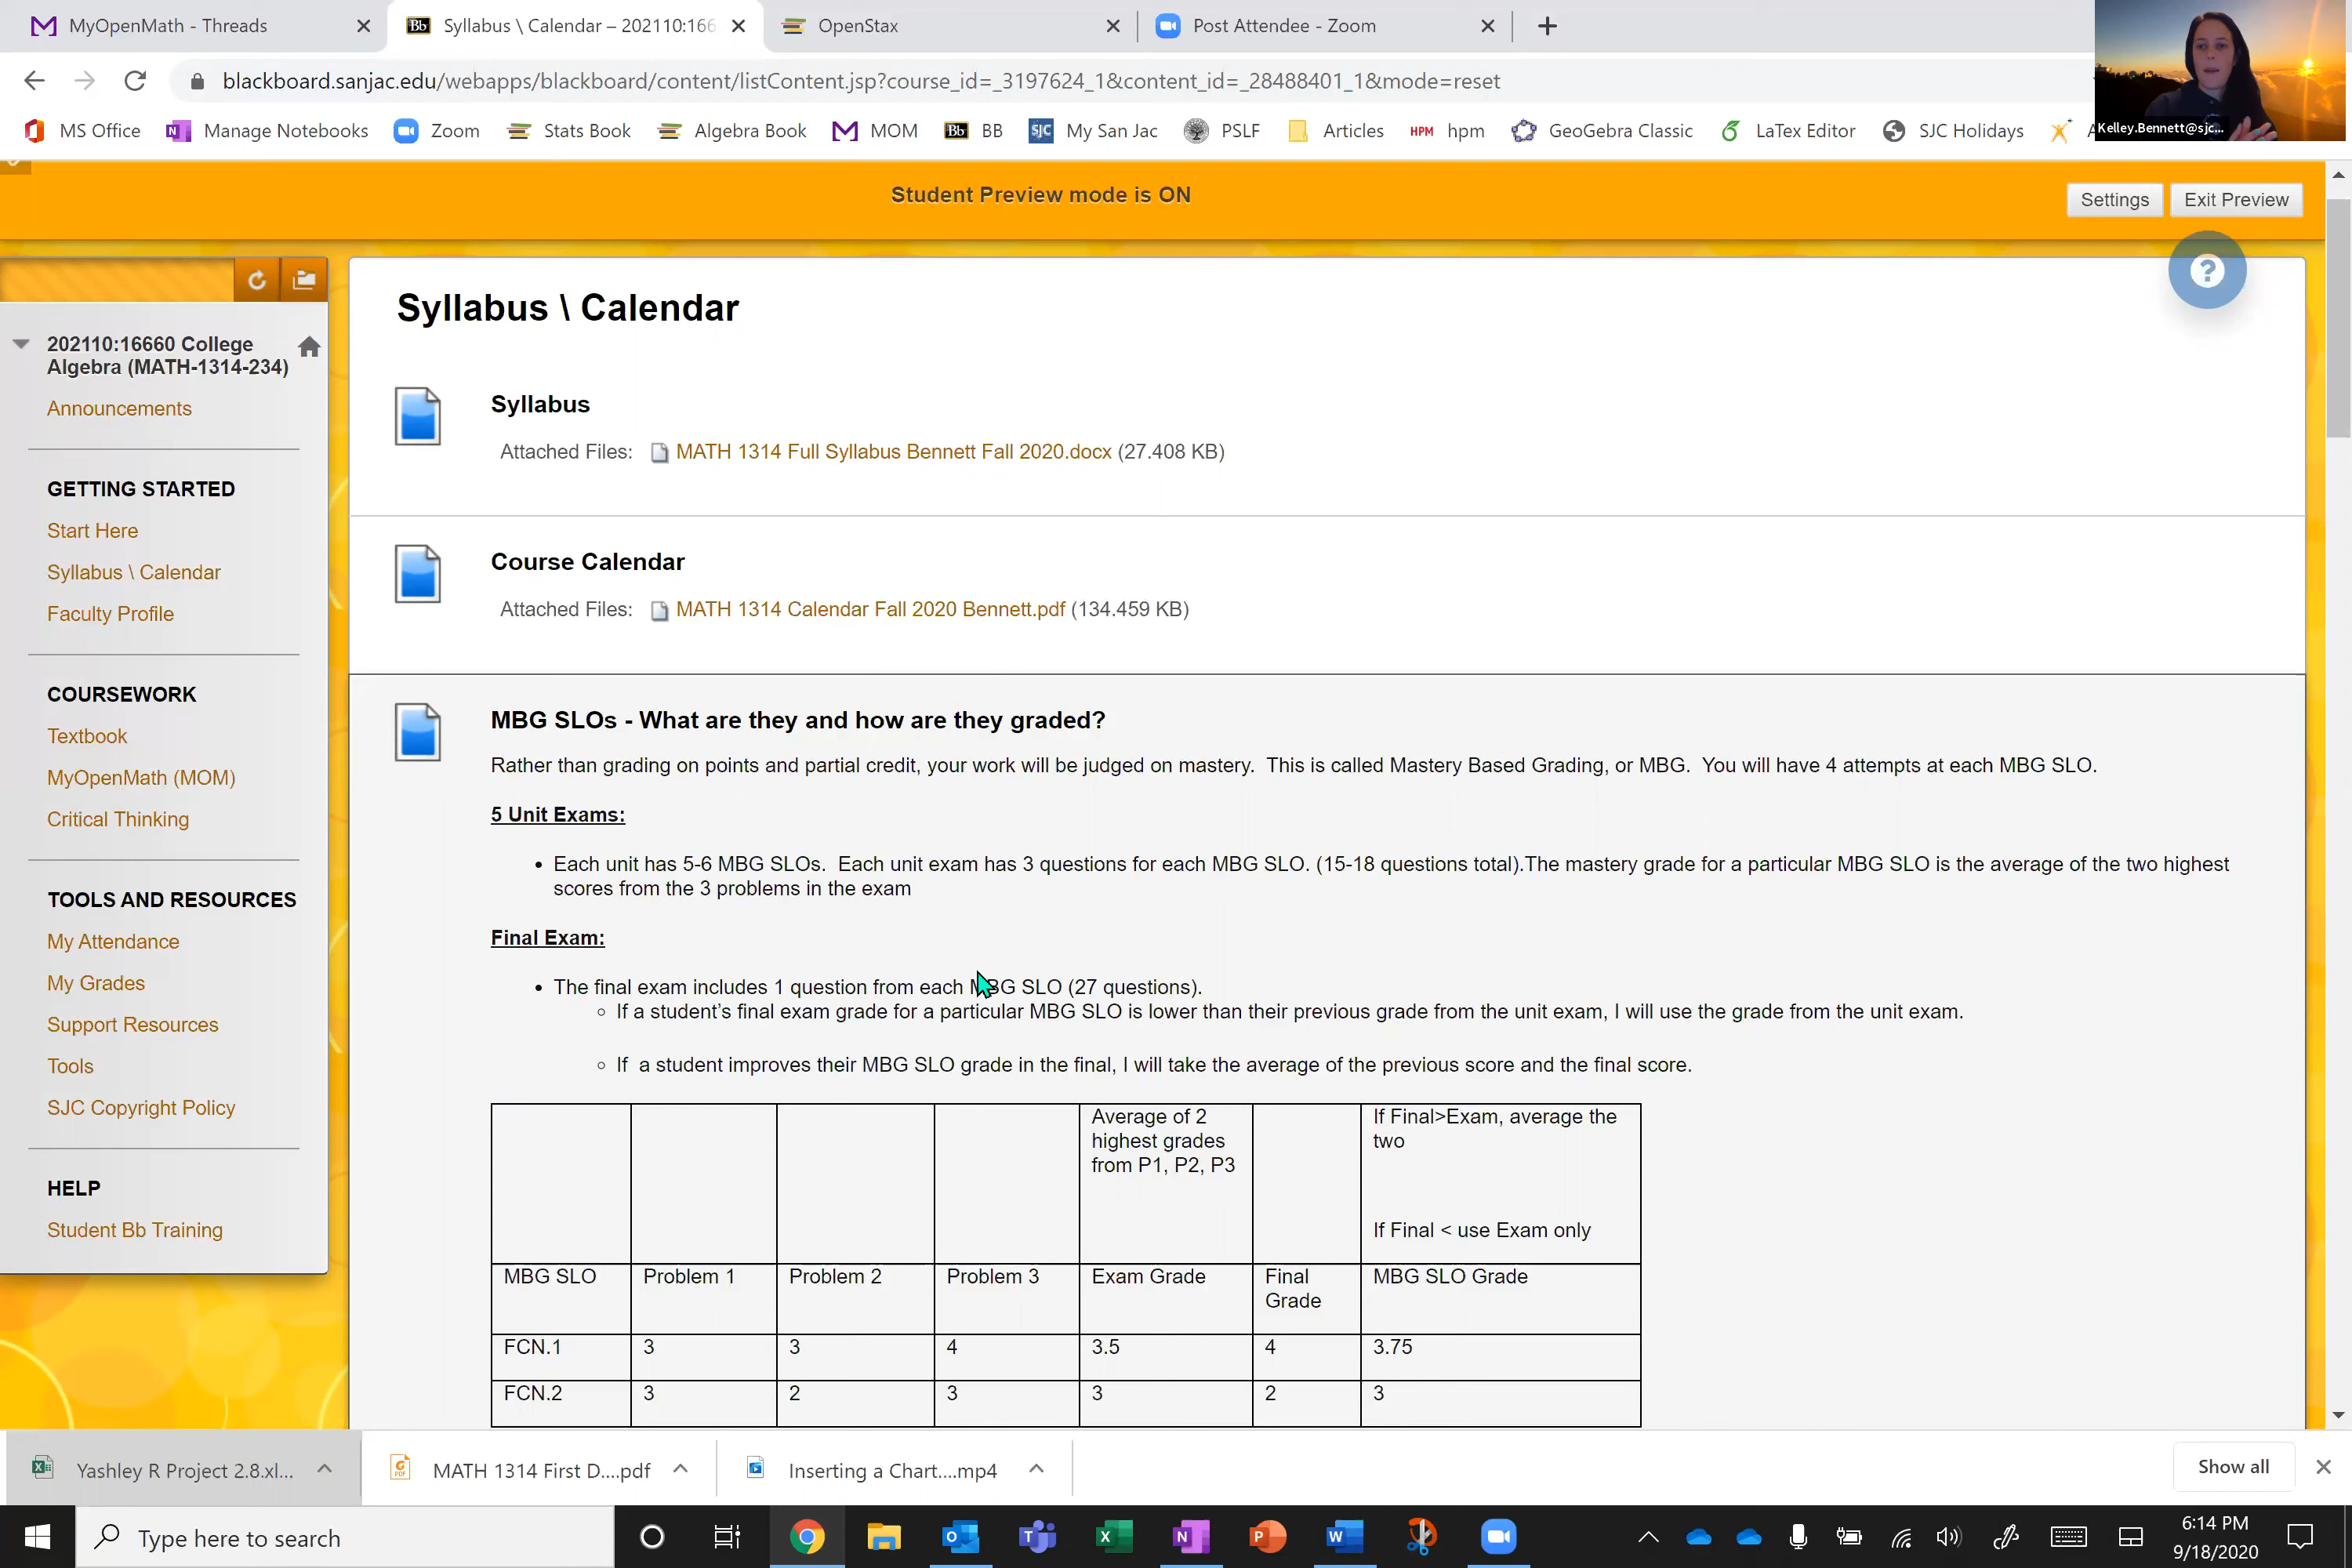 MyOpenMath - Threads
Syllabus \ Calendar – 202110:166
OpenStax
Post Attendee - Zoom
blackboard.sanjac.edu/webapps/blackboard/content/listContent.jsp?course_id=_3197624_1&content_id=_28488401_1&mode=reset
MS Office
Manage Notebooks
Zoom
Stats Book
Algebra Book
MOM
BB
My San Jac
PSLF
Articles
HPM hpm
GeoGebra Classic
LaTex Editor
SJC Holidays
Kelley.Bennett@sjc...
Student Preview mode is ON
Settings
Exit Preview
202110:16660 College
Algebra (MATH-1314-234)
Announcements
GETTING STARTED
Start Here
Syllabus \ Calendar
Faculty Profile
COURSEWORK
Textbook
MyOpenMath (MOM)
Critical Thinking
TOOLS AND RESOURCES
My Attendance
My Grades
Support Resources
Tools
SJC Copyright Policy
HELP
Student Bb Training
Syllabus \ Calendar
Syllabus
Attached Files: MATH 1314 Full Syllabus Bennett Fall 2020.docx (27.408 KB)
Course Calendar
Attached Files: MATH 1314 Calendar Fall 2020 Bennett.pdf (134.459 KB)
MBG SLOs - What are they and how are they graded?
Rather than grading on points and partial credit, your work will be judged on mastery. This is called Mastery Based Grading, or MBG. You will have 4 attempts at each MBG SLO.
5 Unit Exams:
• Each unit has 5-6 MBG SLOs. Each unit exam has 3 questions for each MBG SLO. (15-18 questions total).The mastery grade for a particular MBG SLO is the average of the two highest
scores from the 3 problems in the exam
Final Exam:
• The final exam includes 1 question from each MBG SLO (27 questions).
○ If a student's final exam grade for a particular MBG SLO is lower than their previous grade from the unit exam, I will use the grade from the unit exam.
○ If a student improves their MBG SLO grade in the final, I will take the average of the previous score and the final score.
Average of 2
highest grades
from P1, P2, P3
If Final>Exam, average the
two
If Final < use Exam only
MBG SLO Problem 1 Problem 2 Problem 3 Exam Grade Final Grade MBG SLO Grade
FCN.1 3 3 4 3.5 4 3.75
FCN.2 3 2 3 3 2 3
Yashley R Project 2.8.xl...
MATH 1314 First D....pdf
Inserting a Chart....mp4
Show all
Type here to search
6:14 PM
9/18/2020